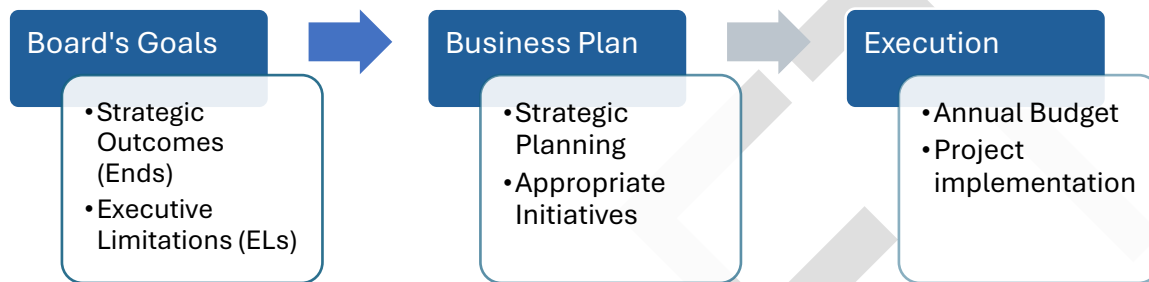 Board's Goals
•Strategic
Outcomes
(Ends)
•Executive
Limitations (ELs)
Business Plan
•Strategic
Planning
•Appropriate
Initiatives
Execution
•Annual Budget
•Project
implementation